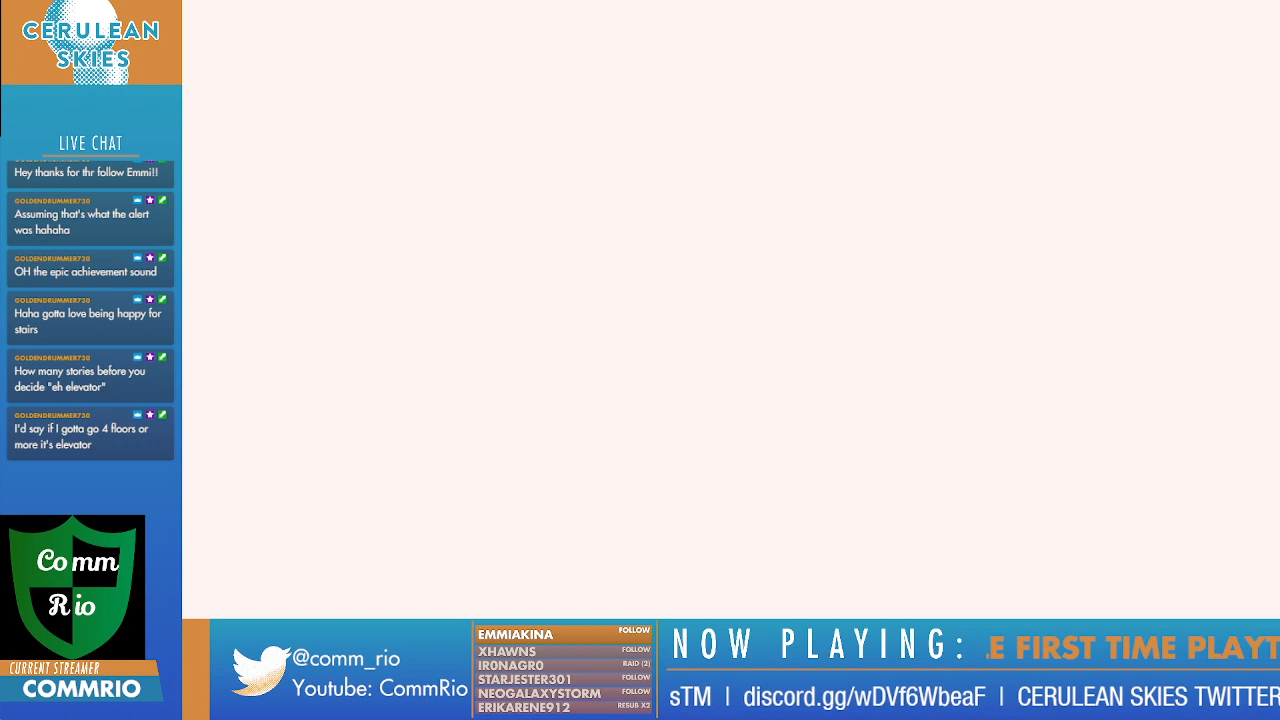 CERULEAN
SKIES
LIVE CHAT
Hey thanks for thr follow Emmi!!
GOLDENDRUMMER730
Assuming that's what the alert
was hahaha
GOLDENDRUMMER730
OH the epic achievement sound
GOLDENDRUMMER730
Haha gotta love being happy for
stairs
GOLDENDRUMMER730
How many stories before you
decide "eh elevator"
GOLDENDRUMMER730
I'd say if I gotta go 4 floors or
more it's elevator
Comm
Rio
CURRENT STREAMER
COMMRIO
@comm_rio
Youtube: CommRio
EMMIAKINA FOLLOW
XHAWNS FOLLOW
IR0NAGR0 RAID (2)
STARJESTER301 FOLLOW
NEOGALAXYSTORM FOLLOW
ERIKARENE912 RESUB X2
NOW PLAYING: E FIRST TIME PLAYT
sTM | discord.gg/wDVf6WbeaF | CERULEAN SKIES TWITTER